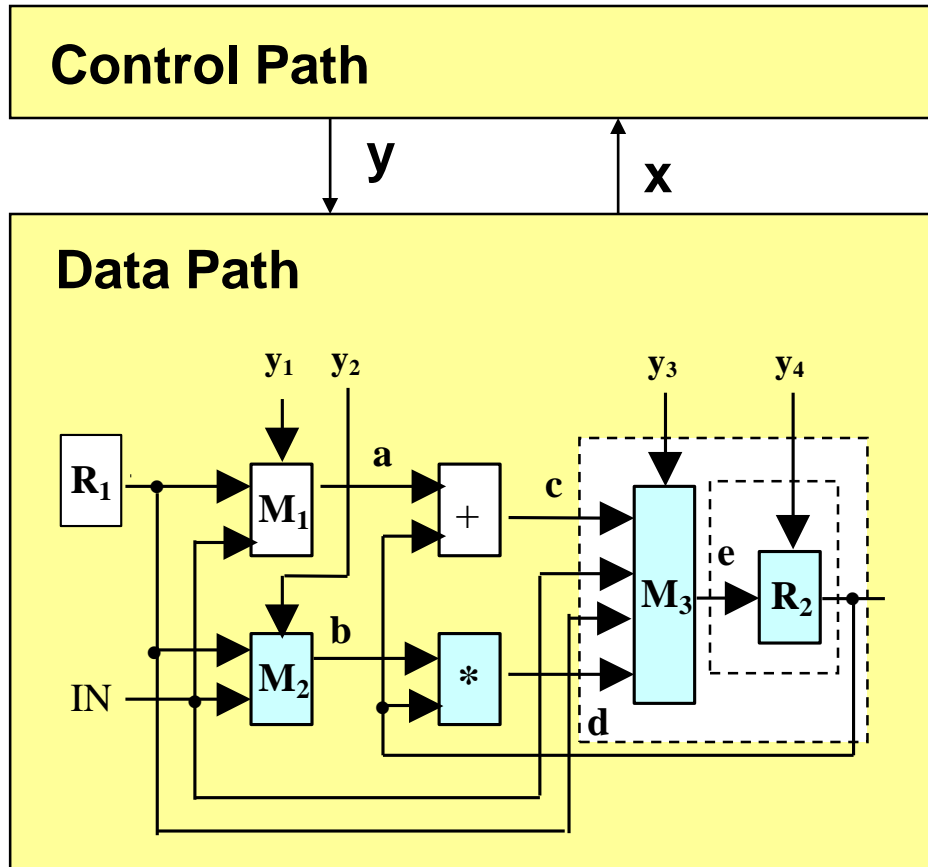 Control Path
y
x
Data Path
y₁ y₂ y₃ y₄
R₁
M₁
a
+
c
M₃
e
R₂
IN
M₂
b
*
d